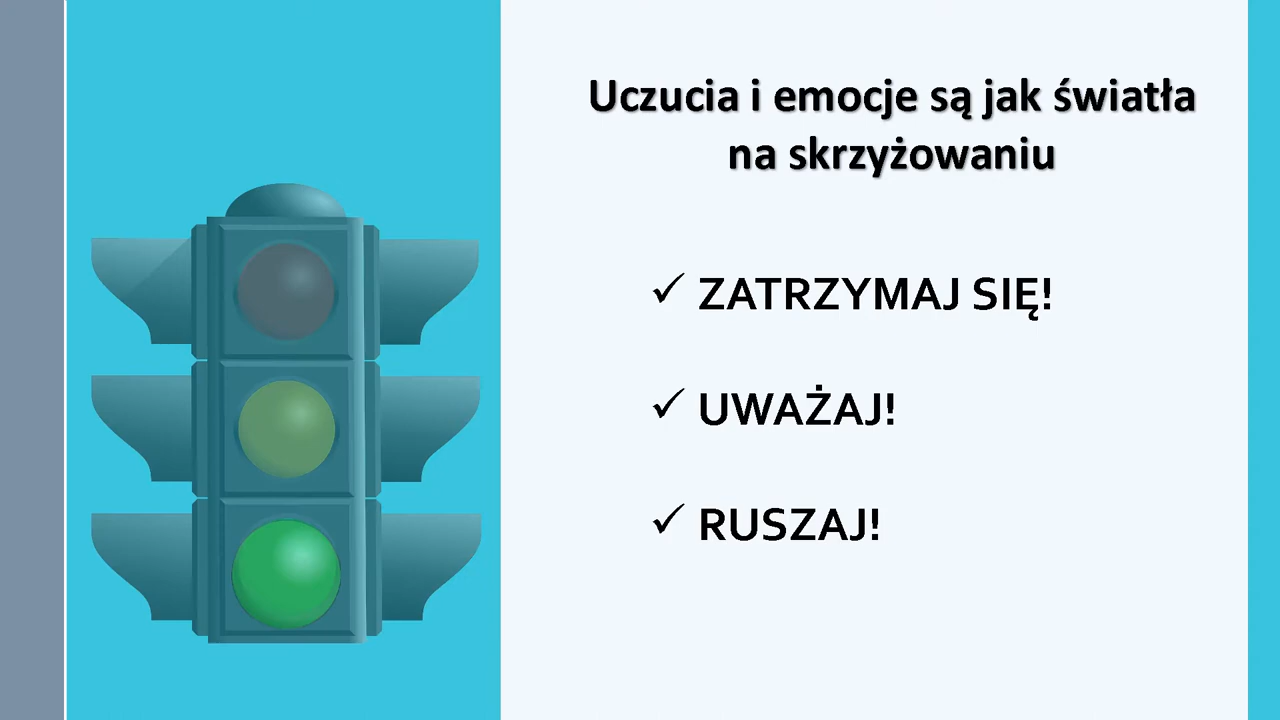 Uczucia i emocje są jak światła
na skrzyżowaniu
✓ ZATRZYMAJ SIĘ!
✓ UWAŻAJ!
✓ RUSZAJ!